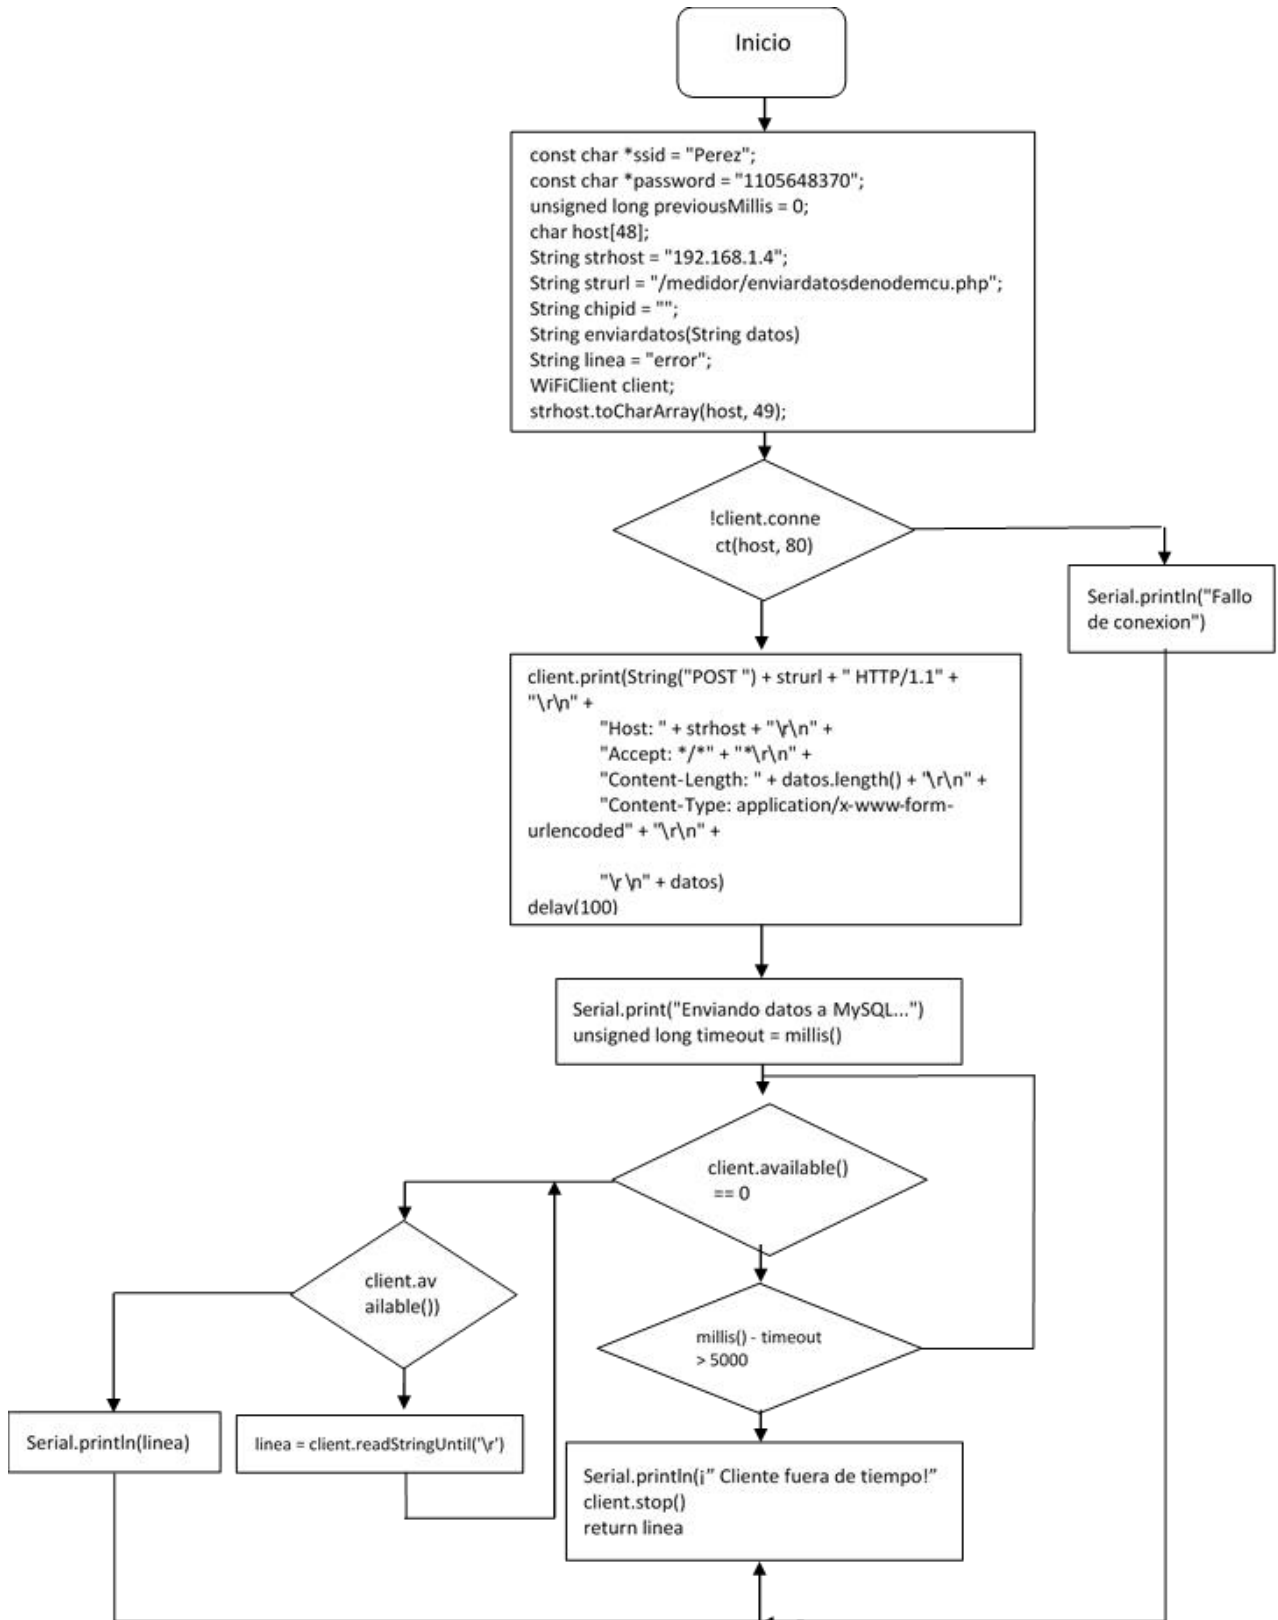 Inicio
const char *ssid = "Perez";
const char *password = "1105648370";
unsigned long previousMillis = 0;
char host[48];
String strhost = "192.168.1.4";
String strurl = "/medidor/enviardatosdenodemcu.php";
String chipid = "";
String enviardatos(String datos)
String linea = "error";
WiFiClient client;
strhost.toCharArray(host, 49);
!client.conne
ct(host, 80)
Serial.println("Fallo
de conexion")
client.print(String("POST ") + strurl + " HTTP/1.1" +
"\r\n" +
"Host: " + strhost + "\r\n" +
"Accept: */*" + "*\r\n" +
"Content-Length: " + datos.length() + "\r\n" +
"Content-Type: application/x-www-form-
urlencoded" + "\r\n" +
"\r \n" + datos)
delay(100)
Serial.print("Enviando datos a MySQL...")
unsigned long timeout = millis()
client.available()
== 0
client.av
ailable())
millis() - timeout
> 5000
Serial.println(linea)
linea = client.readStringUntil('\r')
Serial.println(¡” Cliente fuera de tiempo!”
client.stop()
return linea